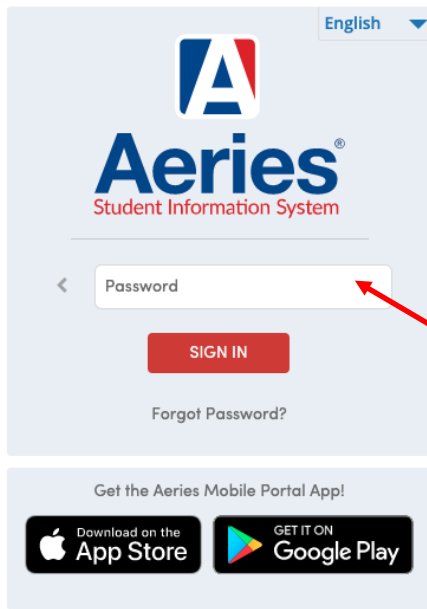 English
Aeries®
Student Information System
Password
SIGN IN
Forgot Password?
Get the Aeries Mobile Portal App!
Download on the
App Store
GET IT ON
Google Play